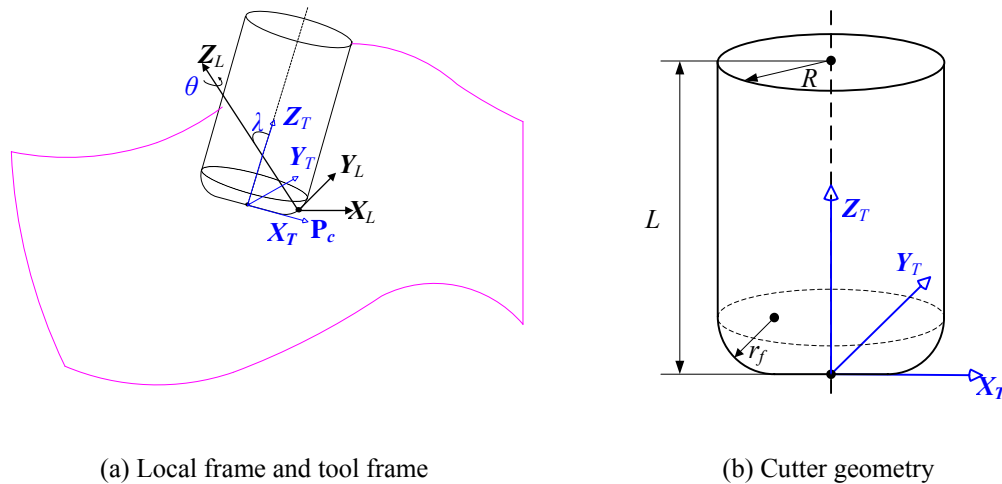 Z_L
θ
λ
Z_T
Y_T
Y_L
X_L
X_T
P_c
R
L
Z_T
Y_T
r_f
X_T
(a) Local frame and tool frame
(b) Cutter geometry